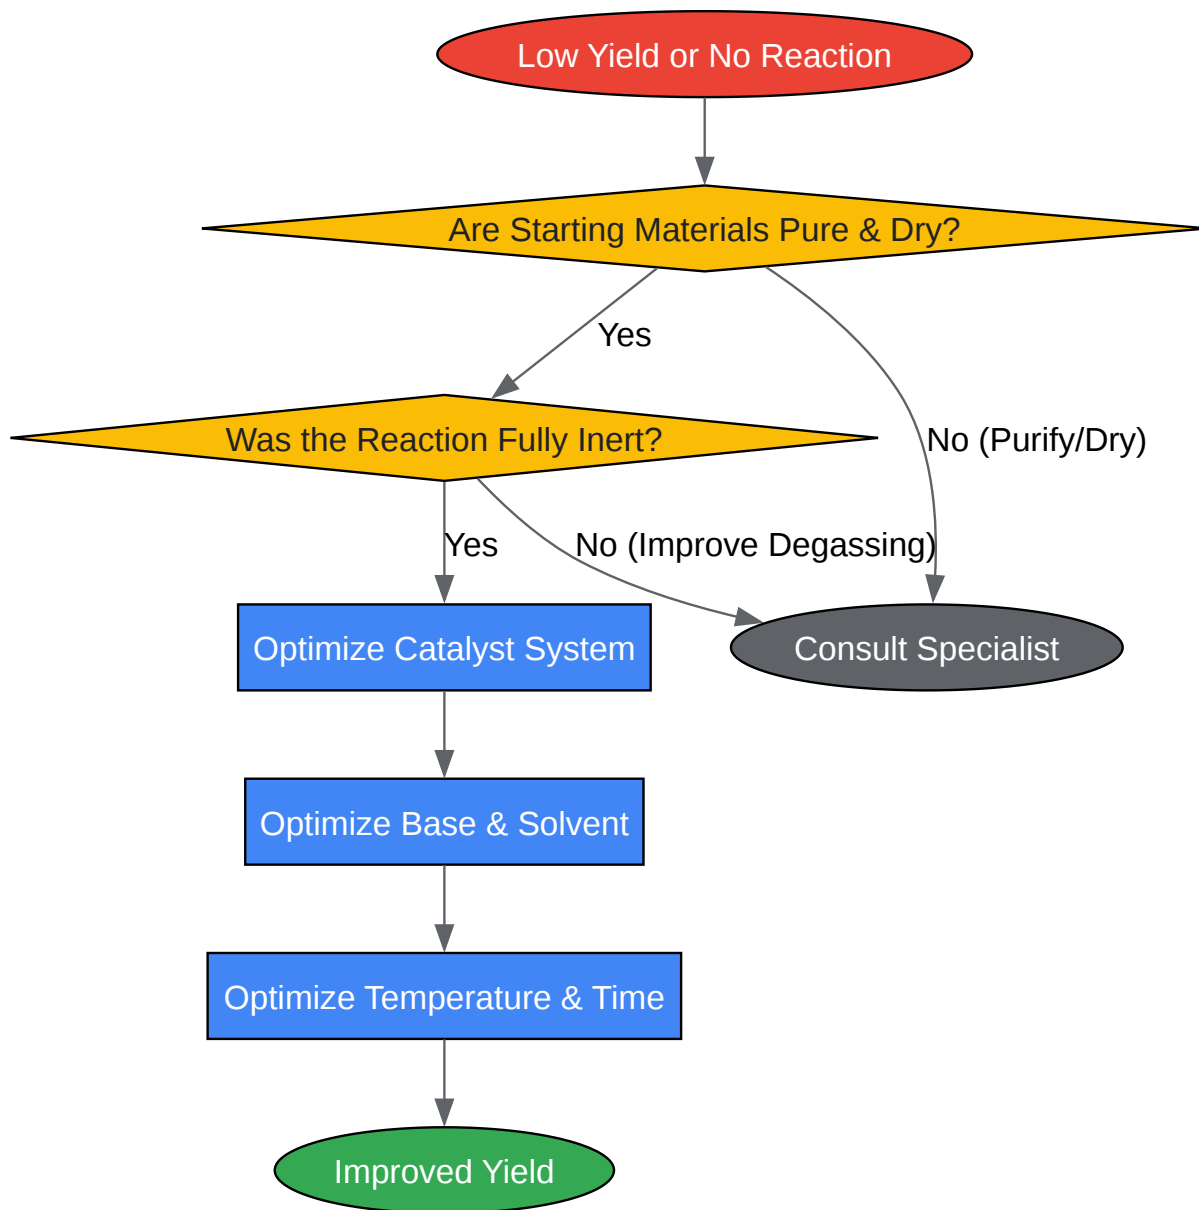 Low Yield or No Reaction
Are Starting Materials Pure & Dry?
Yes
Was the Reaction Fully Inert?
No (Purify/Dry)
Yes
No (Improve Degassing)
Optimize Catalyst System
Consult Specialist
Optimize Base & Solvent
Optimize Temperature & Time
Improved Yield